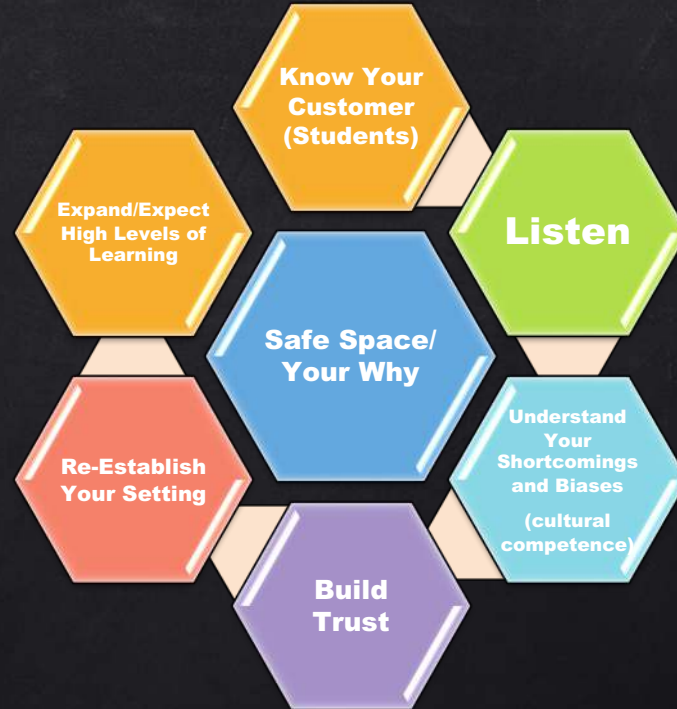 Know Your
Customer
(Students)
Listen
Understand
Your
Shortcomings
and Biases
(cultural
competence)
Build
Trust
Re-Establish
Your Setting
Expand/Expect
High Levels of
Learning
Safe Space/
Your Why